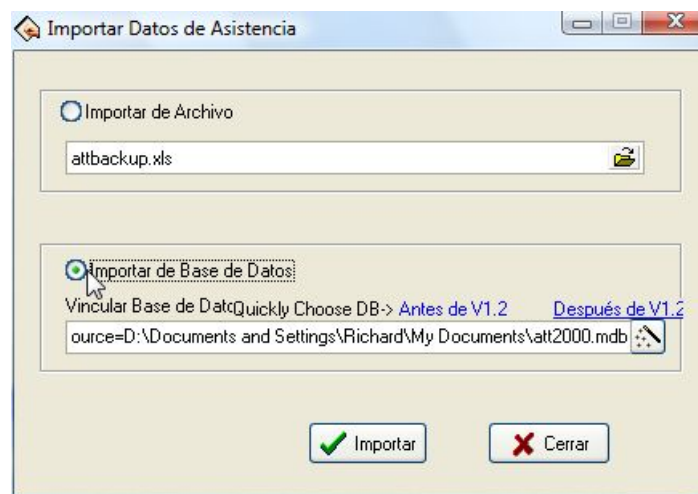 Importar Datos de Asistencia
Importar de Archivo
attbackup.xls
Importar de Base de Datos
Vincular Base de Dato Quickly Choose DB-> Antes de V1.2 Después de V1.2
ource=D:\Documents and Settings\Richard\My Documents\att2000.mdb
Importar Cerrar